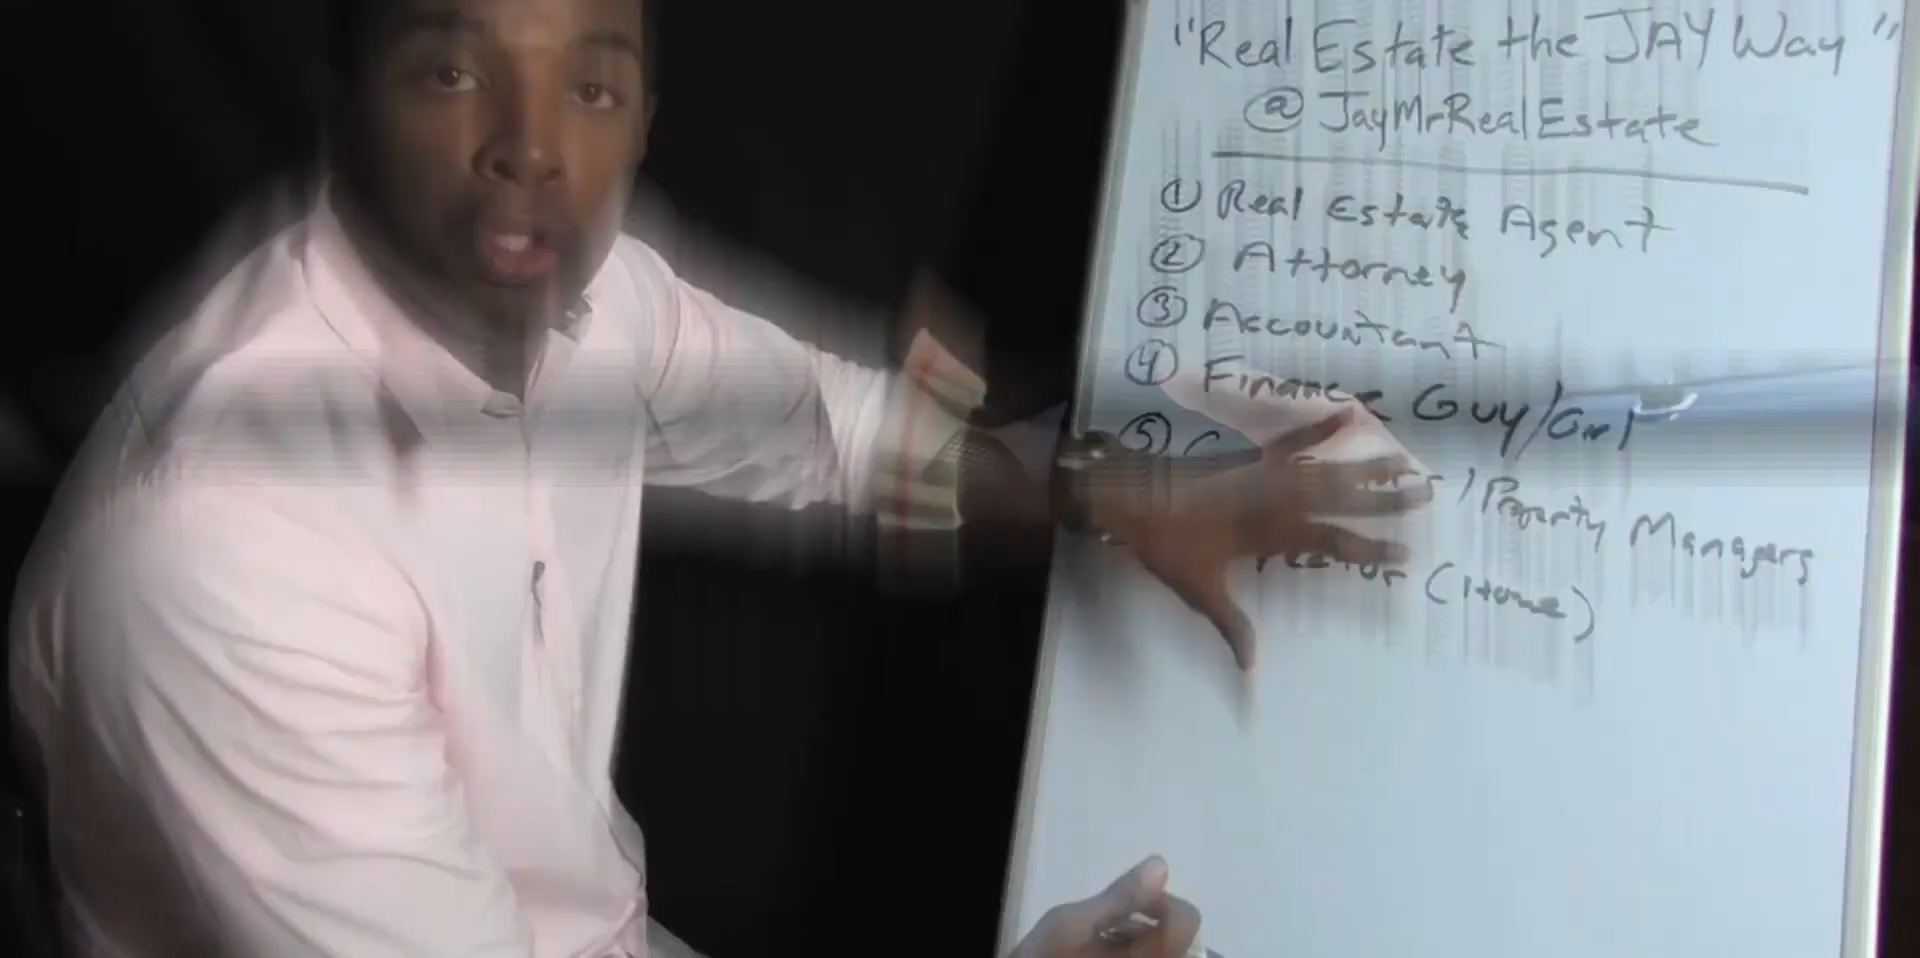 "Real Estate the JAY Way"
@JayMrRealEstate
① Real Estate Agent
② Attorney
③ Accountant
④ Finance Guy/Girl
⑤
/Property Managers
(Home)